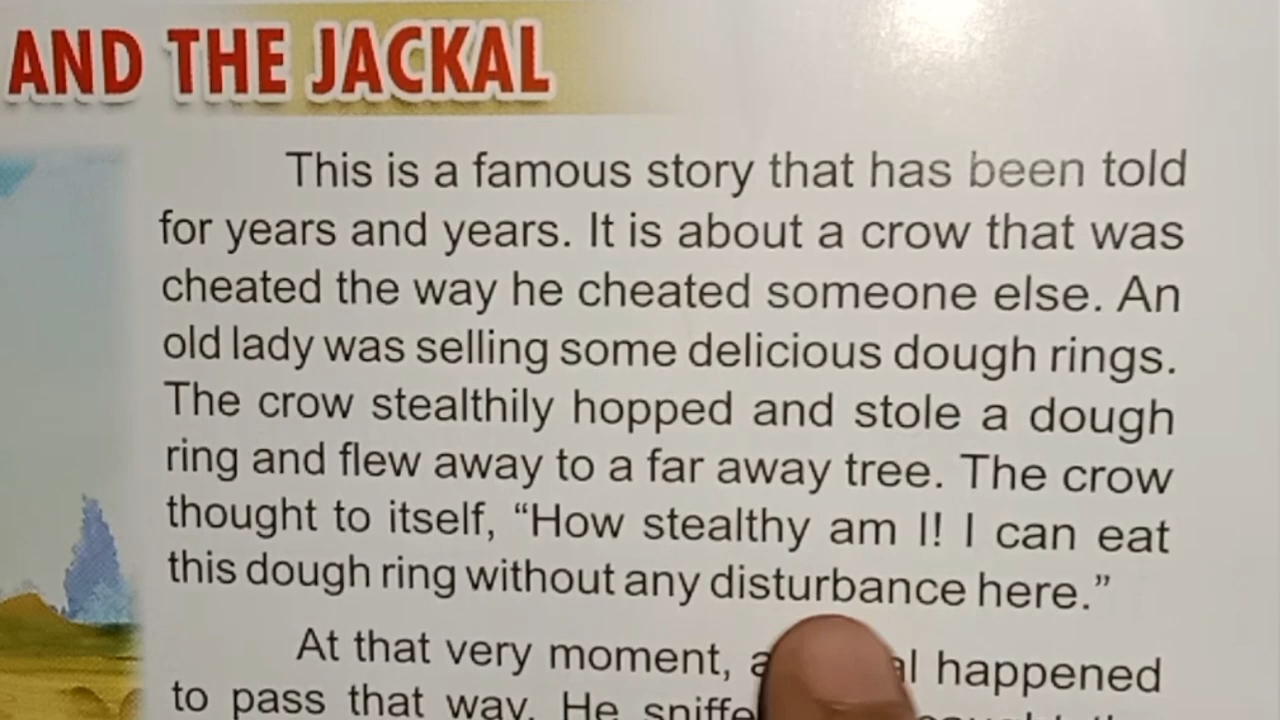 AND THE JACKAL
This is a famous story that has been told
for years and years. It is about a crow that was
cheated the way he cheated someone else. An
old lady was selling some delicious dough rings.
The crow stealthily hopped and stole a dough
ring and flew away to a far away tree. The crow
thought to itself, “How stealthy am I! I can eat
this dough ring without any disturbance here.”
At that very moment, happened
to pass that way. He